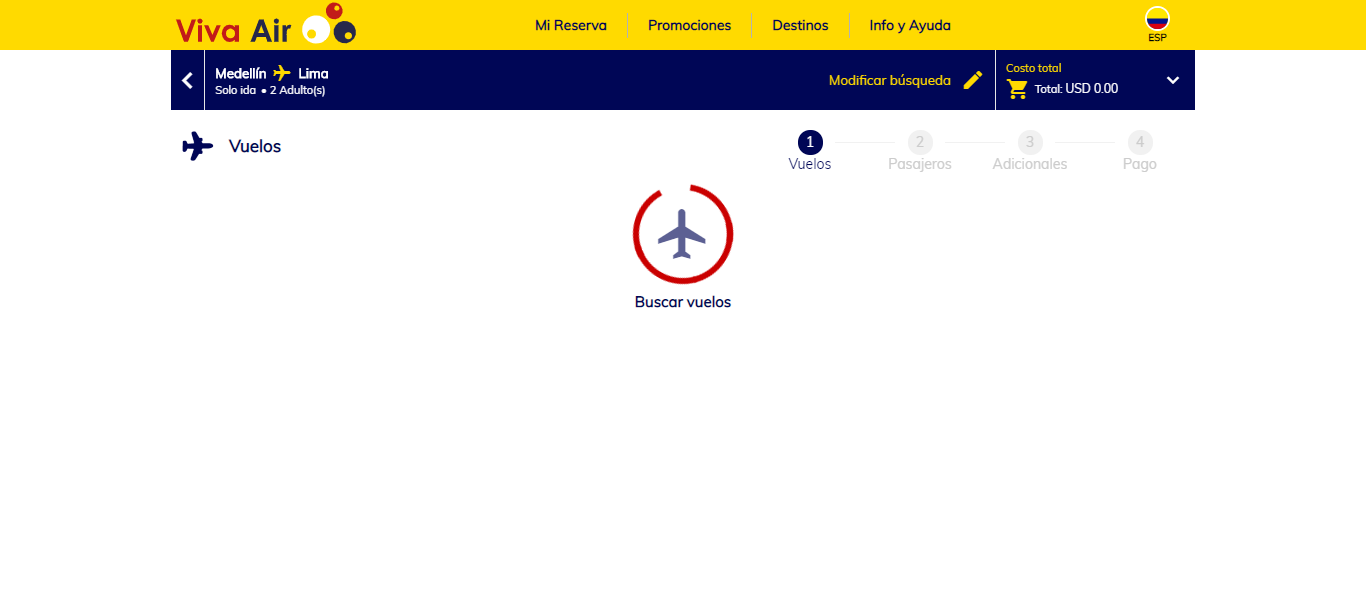 Viva Air
Mi Reserva
Promociones
Destinos
Info y Ayuda
ESP
Medellín Lima
Solo ida • 2 Adulto(s)
Modificar búsqueda
Costo total
Total: USD 0.00
Vuelos
1
Vuelos
2
Pasajeros
3
Adicionales
4
Pago
Buscar vuelos